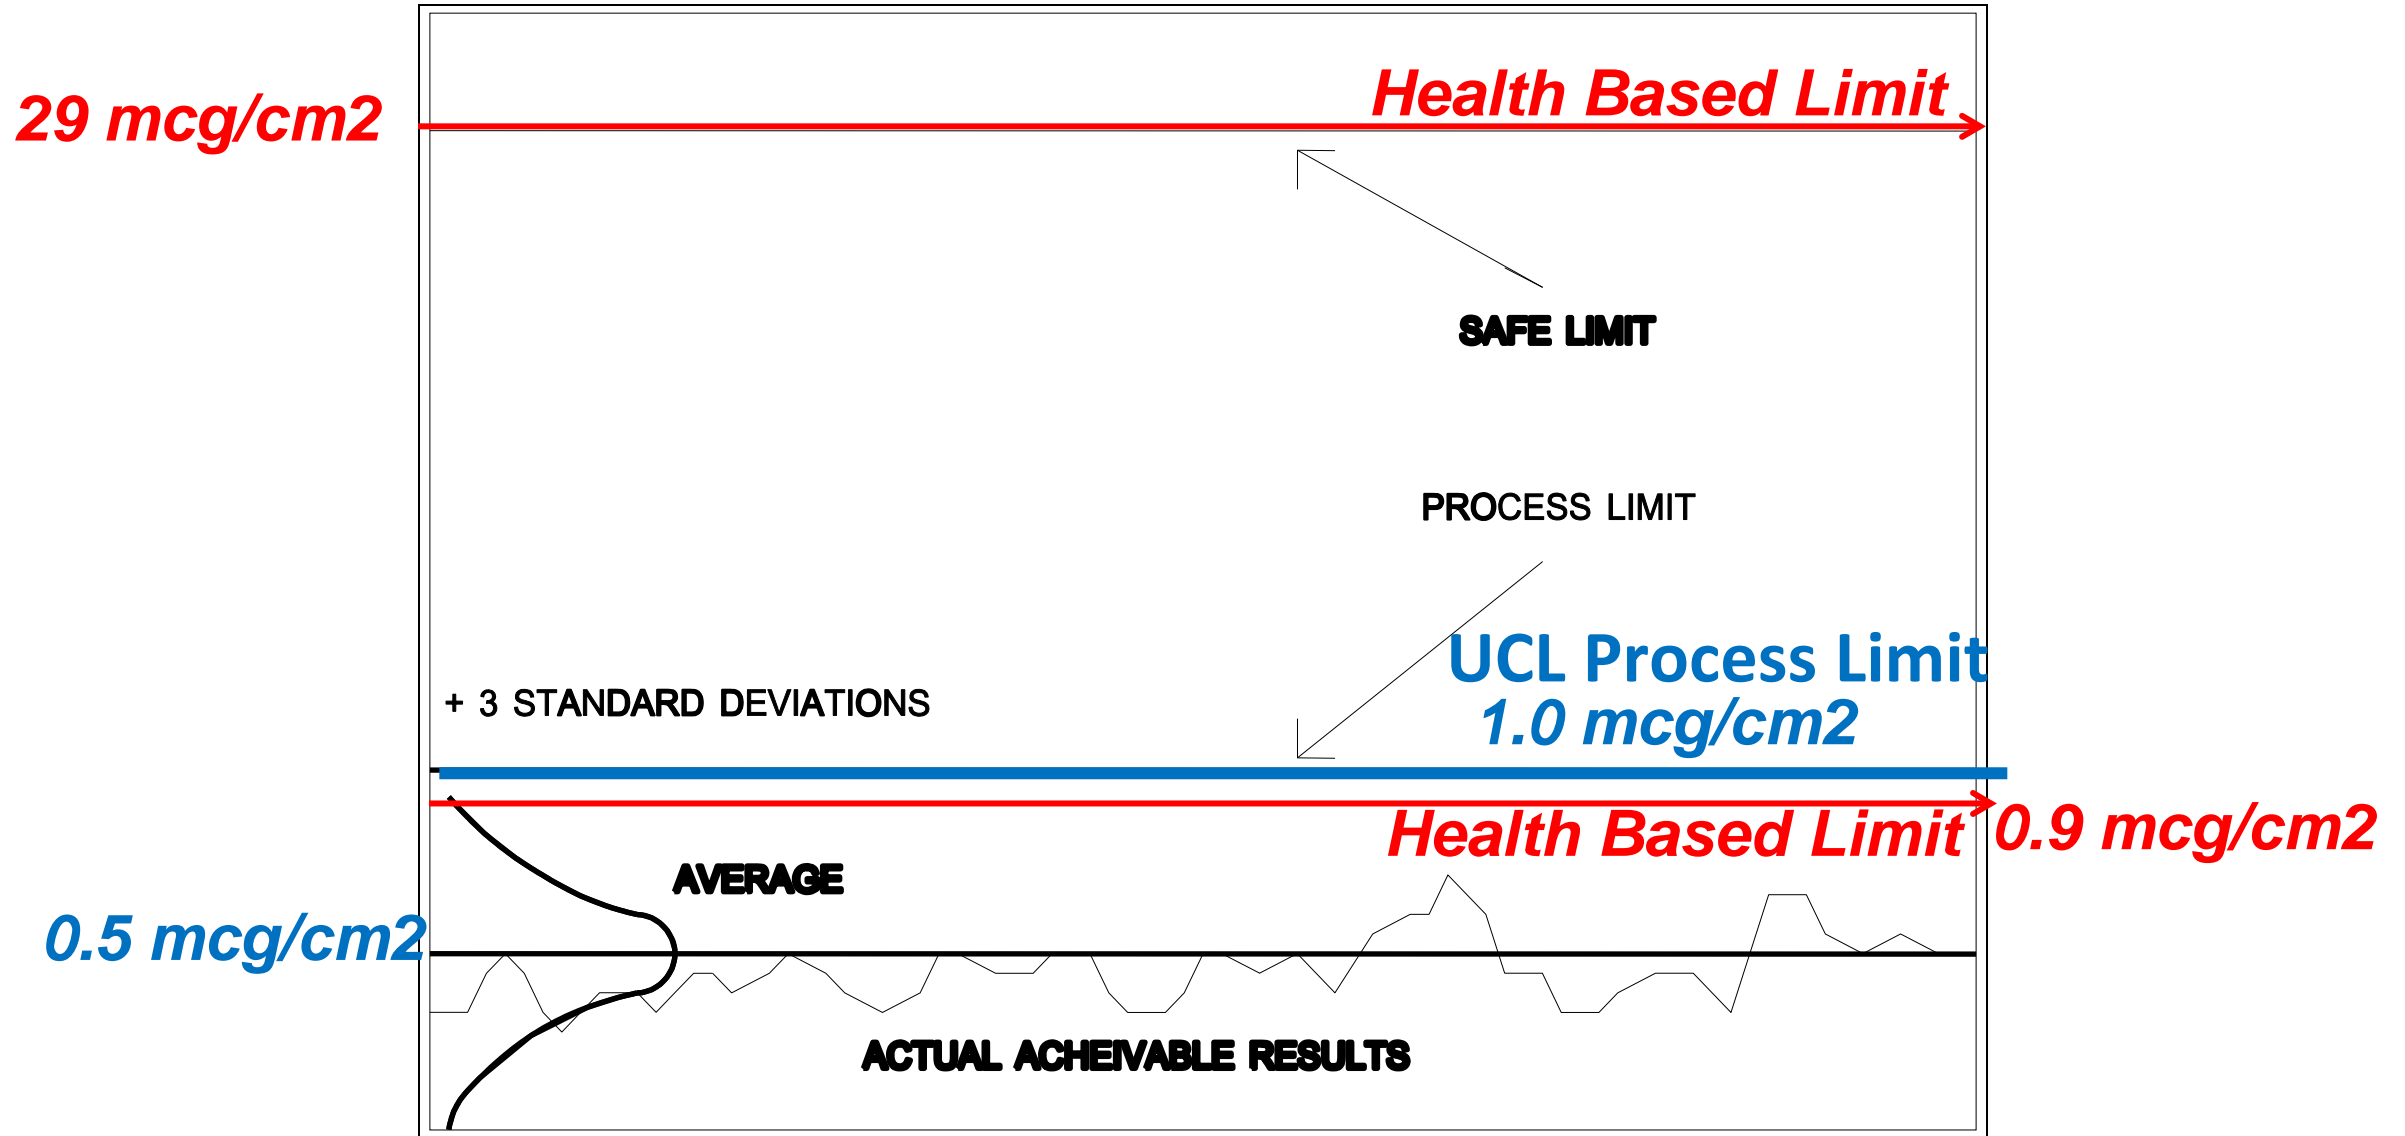 Health Based Limit
29 mcg/cm2
SAFE LIMIT
PROCESS LIMIT
UCL Process Limit
+ 3 STANDARD DEVIATIONS
1.0 mcg/cm2
Health Based Limit 0.9 mcg/cm2
AVERAGE
0.5 mcg/cm2
ACTUAL ACHEIVABLE RESULTS